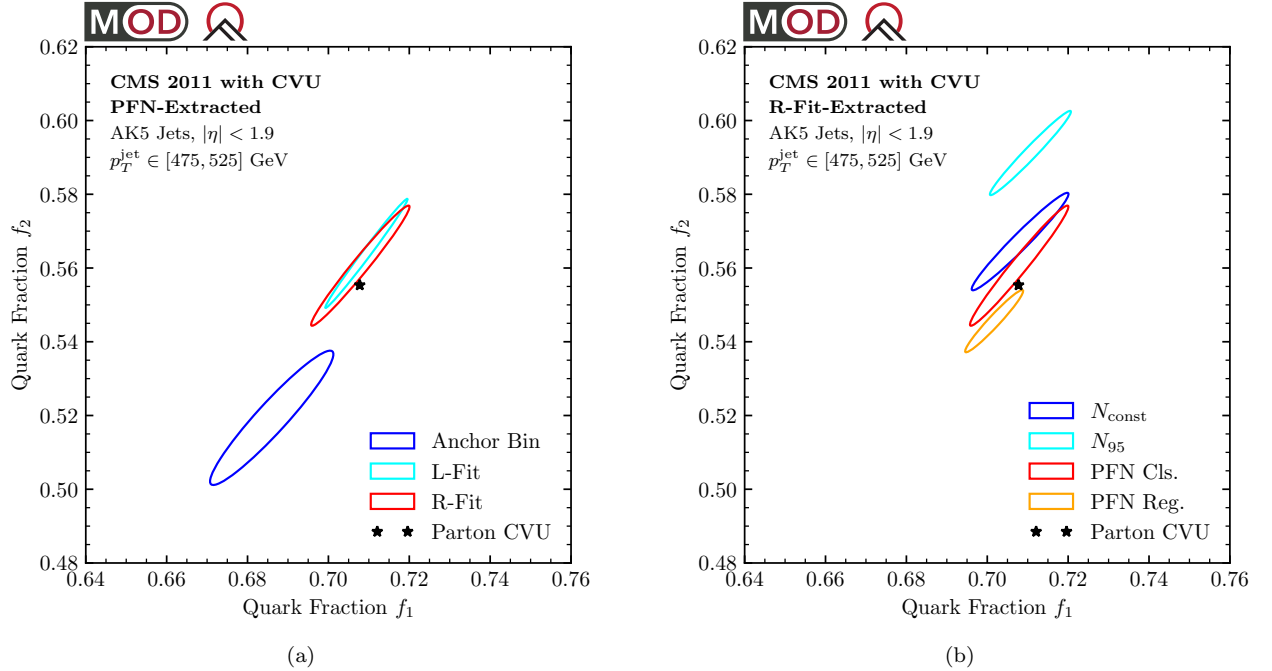 MOD
CMS 2011 with CVU
PFN-Extracted
AK5 Jets, |η| < 1.9
p_T^jet ∈ [475, 525] GeV
0.62
0.60
0.58
0.56
0.54
0.52
0.50
0.48
Quark Fraction f_2
Anchor Bin
L-Fit
R-Fit
Parton CVU
0.64
0.66
0.68
0.70
0.72
0.74
0.76
Quark Fraction f_1
(a)
MOD
CMS 2011 with CVU
R-Fit-Extracted
AK5 Jets, |η| < 1.9
p_T^jet ∈ [475, 525] GeV
0.62
0.60
0.58
0.56
0.54
0.52
0.50
0.48
Quark Fraction f_2
N_const
N_95
PFN Cls.
PFN Reg.
Parton CVU
0.64
0.66
0.68
0.70
0.72
0.74
0.76
Quark Fraction f_1
(b)